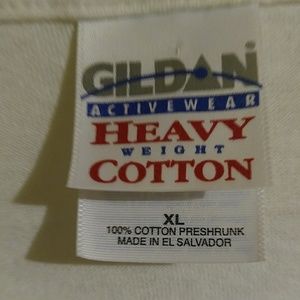 GILDAN
ACTIVEWEAR
HEAVY
WEIGHT
COTTON
XL
100% COTTON PRESHRUNK
MADE IN EL SALVADOR